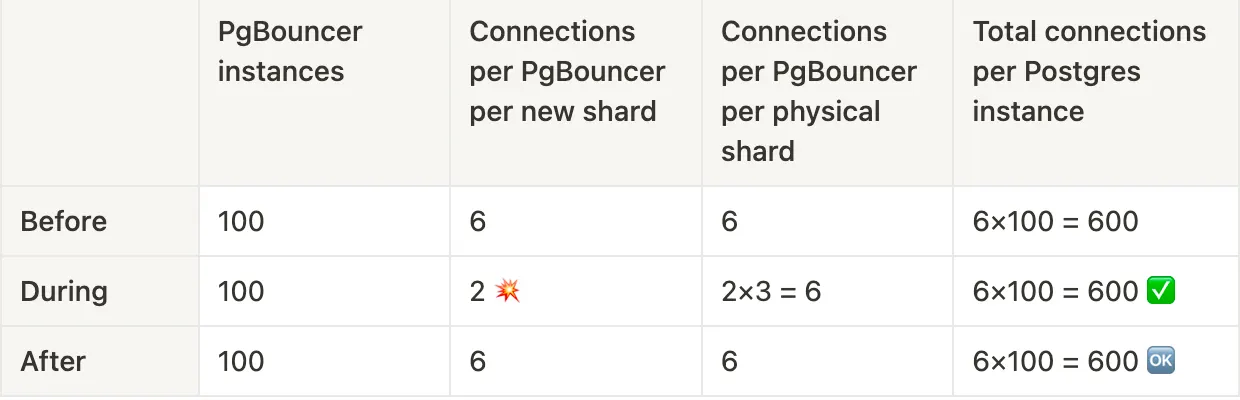 PgBouncer instances
Connections per PgBouncer per new shard
Connections per PgBouncer per physical shard
Total connections per Postgres instance
Before
100
6
6
6×100 = 600
During
100
2 💥
2×3 = 6
6×100 = 600 ✅
After
100
6
6
6×100 = 600 🆗